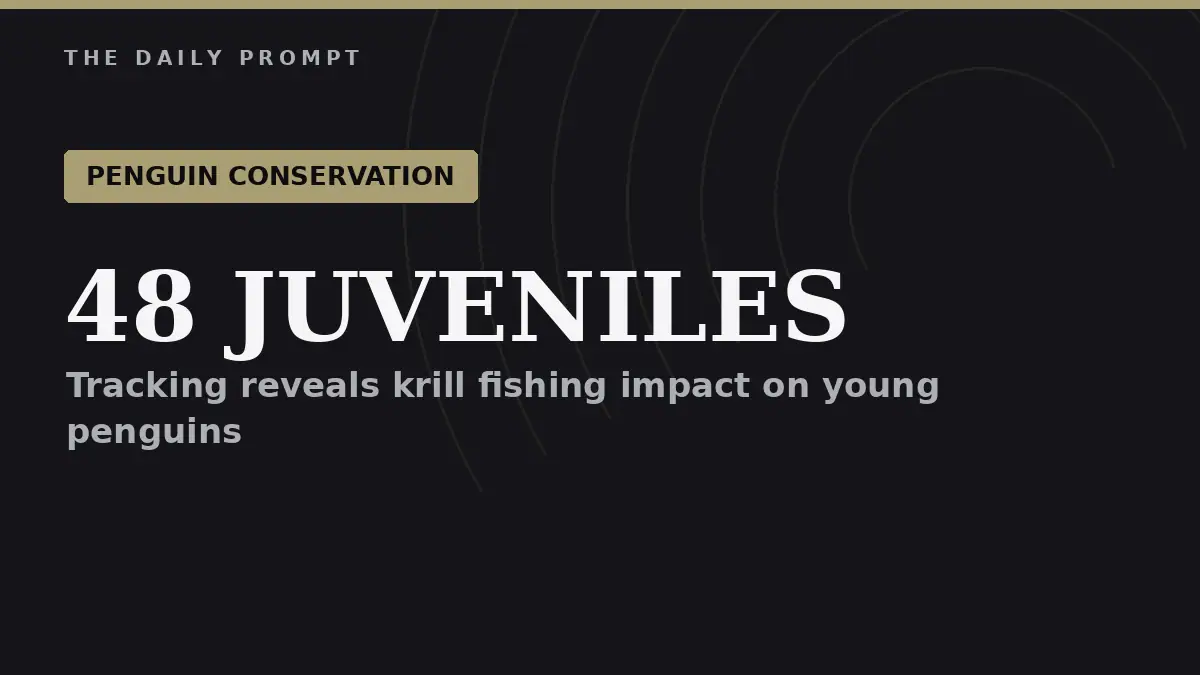 THE DAILY PROMPT
PENGUIN CONSERVATION
48 JUVENILES
Tracking reveals krill fishing impact on young
penguins